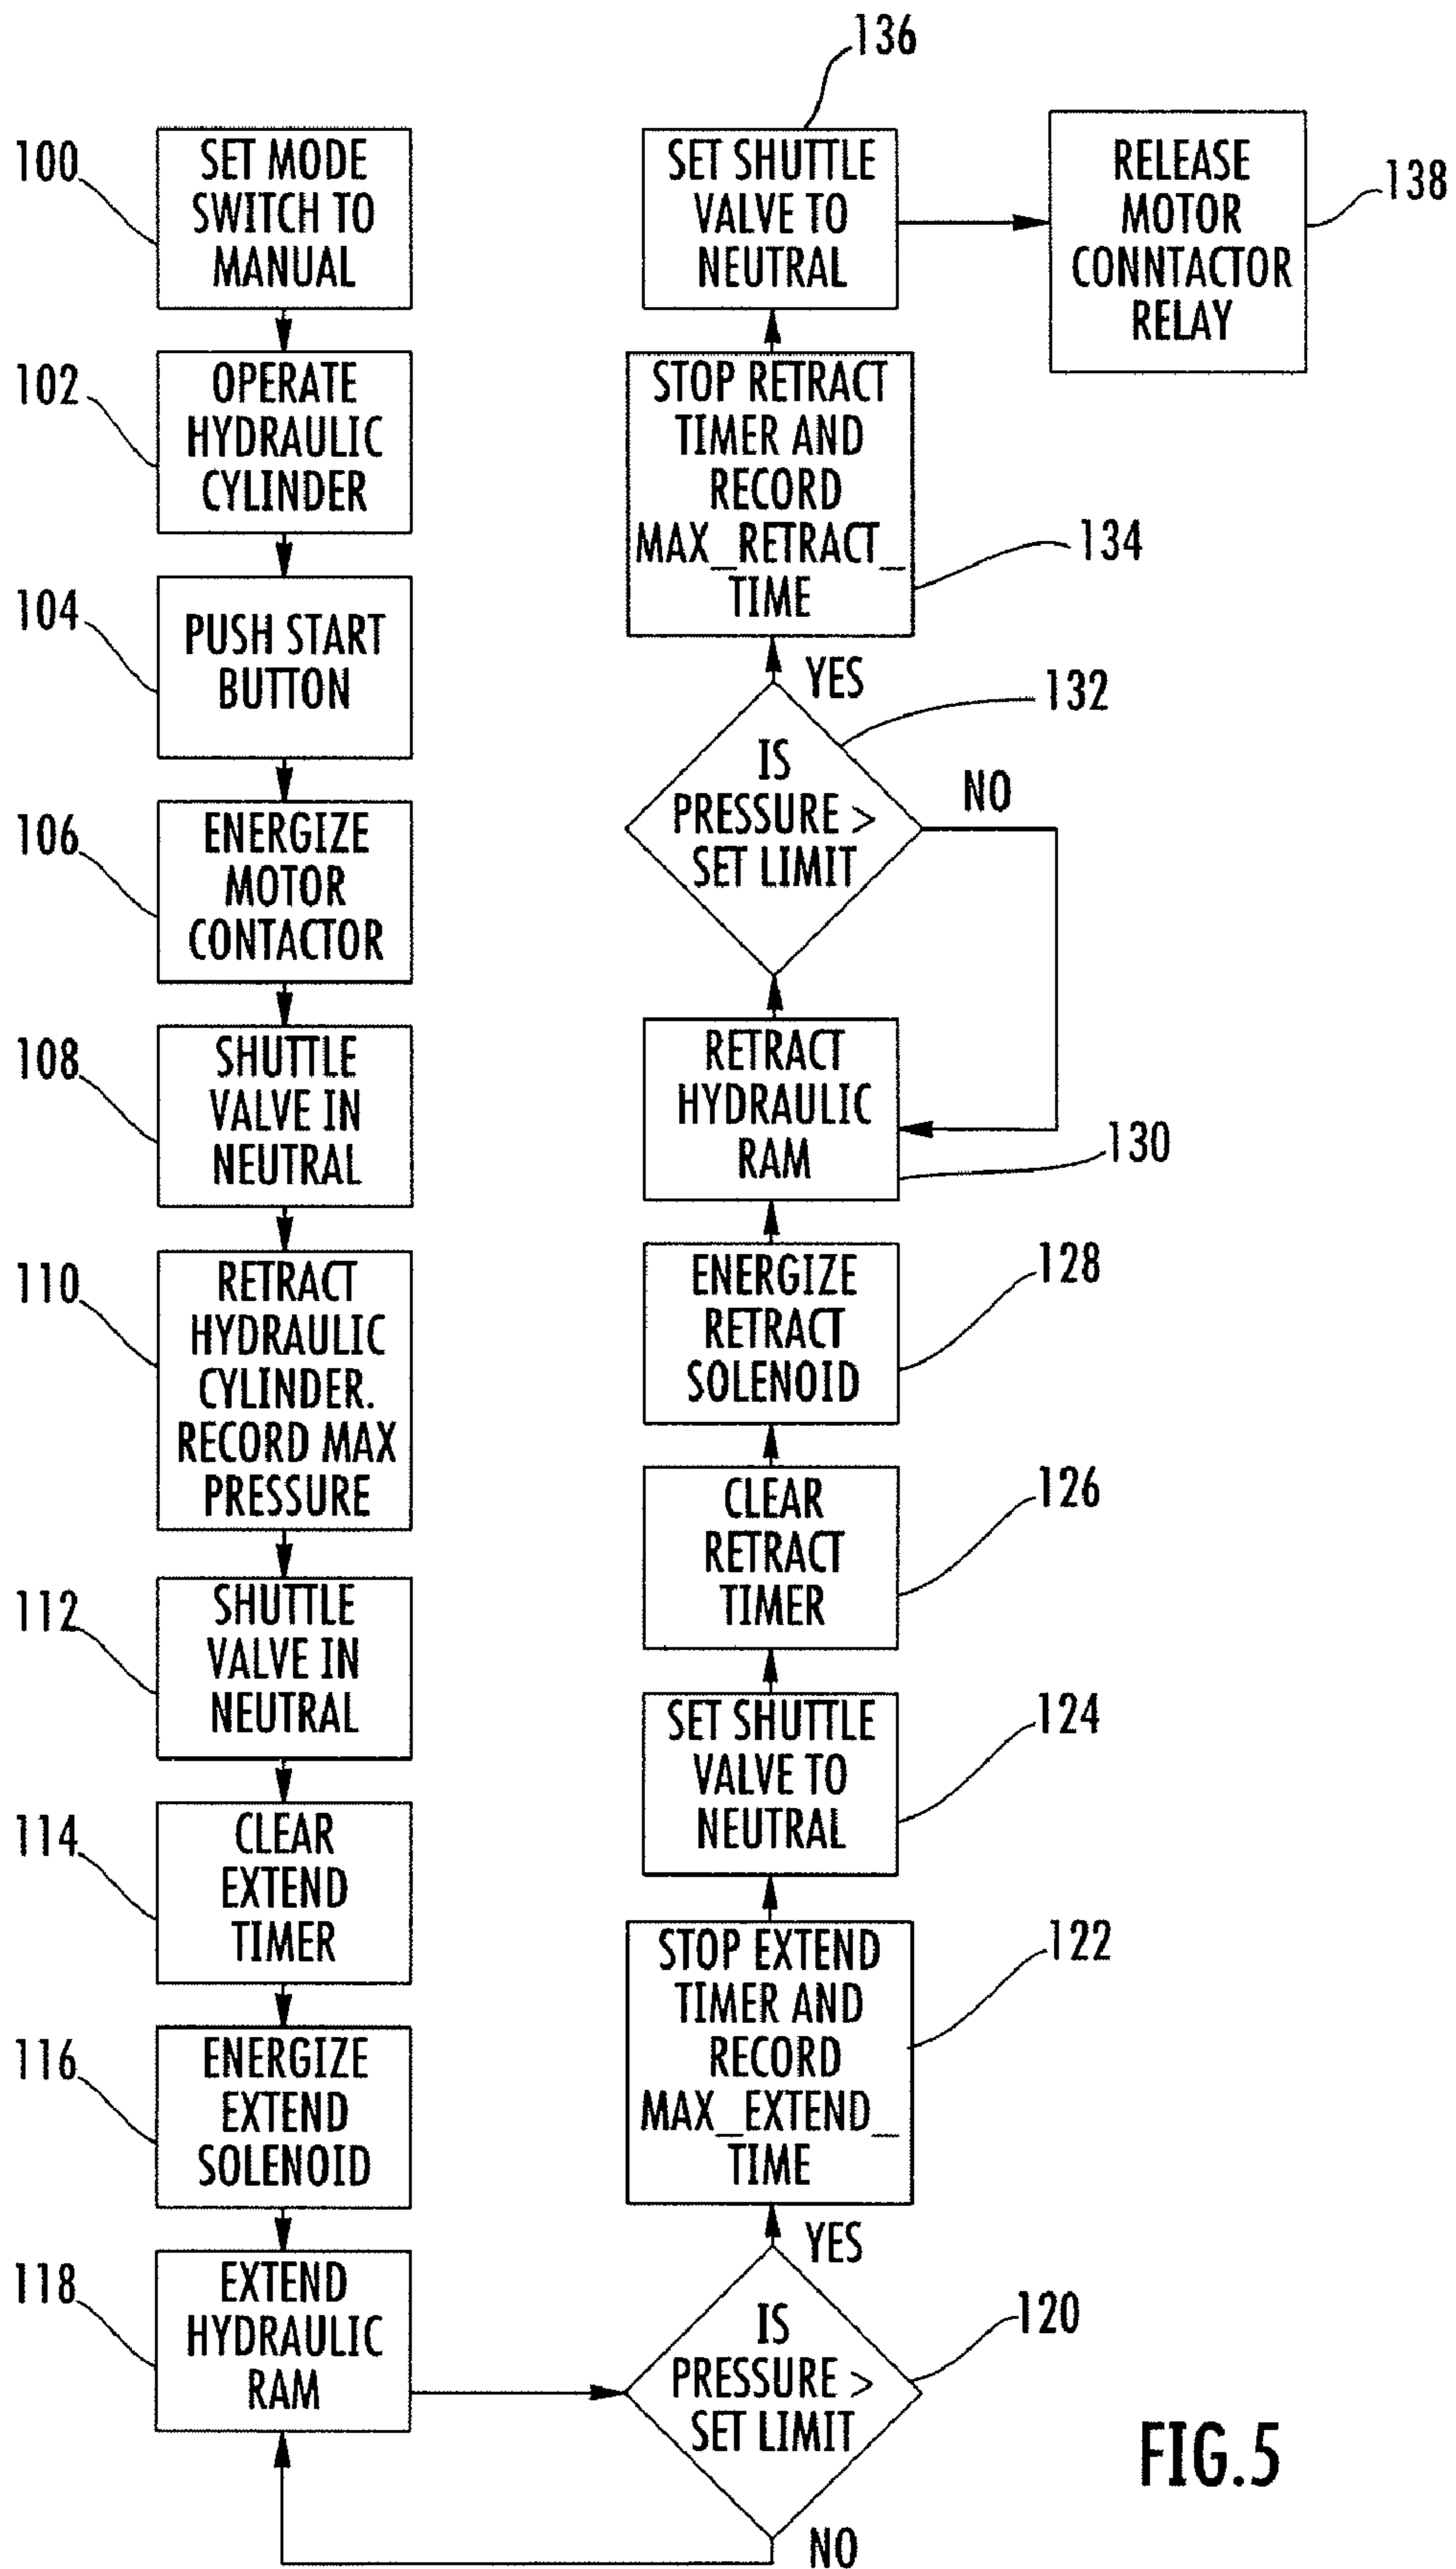 100
SET MODE
SWITCH TO
MANUAL
102
OPERATE
HYDRAULIC
CYLINDER
104
PUSH START
BUTTON
106
ENERGIZE
MOTOR
CONTACTOR
108
SHUTTLE
VALVE IN
NEUTRAL
110
RETRACT
HYDRAULIC
CYLINDER.
RECORD MAX
PRESSURE
112
SHUTTLE
VALVE IN
NEUTRAL
114
CLEAR
EXTEND
TIMER
116
ENERGIZE
EXTEND
SOLENOID
118
EXTEND
HYDRAULIC
RAM
120
IS
PRESSURE >
SET LIMIT
NO
YES
122
STOP EXTEND
TIMER AND
RECORD
MAX_EXTEND_
TIME
124
SET SHUTTLE
VALVE TO
NEUTRAL
126
CLEAR
RETRACT
TIMER
128
ENERGIZE
RETRACT
SOLENOID
130
RETRACT
HYDRAULIC
RAM
132
IS
PRESSURE >
SET LIMIT
NO
YES
134
STOP RETRACT
TIMER AND
RECORD
MAX_RETRACT_
TIME
136
SET SHUTTLE
VALVE TO
NEUTRAL
138
RELEASE
MOTOR
CONNTACTOR
RELAY
FIG.5